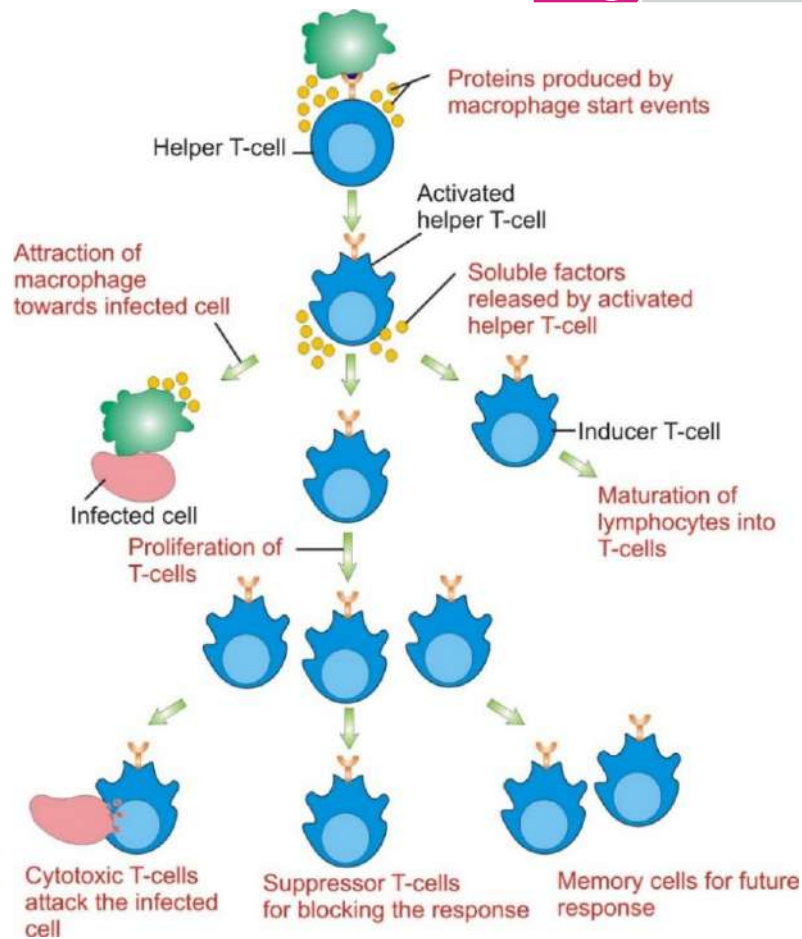 Proteins produced by
macrophage start events
Helper T-cell
Activated
helper T-cell
Attraction of
macrophage
towards infected cell
Soluble factors
released by activated
helper T-cell
Inducer T-cell
Infected cell
Maturation of
lymphocytes into
T-cells
Proliferation of
T-cells
Cytotoxic T-cells
attack the infected
cell
Suppressor T-cells
for blocking the response
Memory cells for future
response